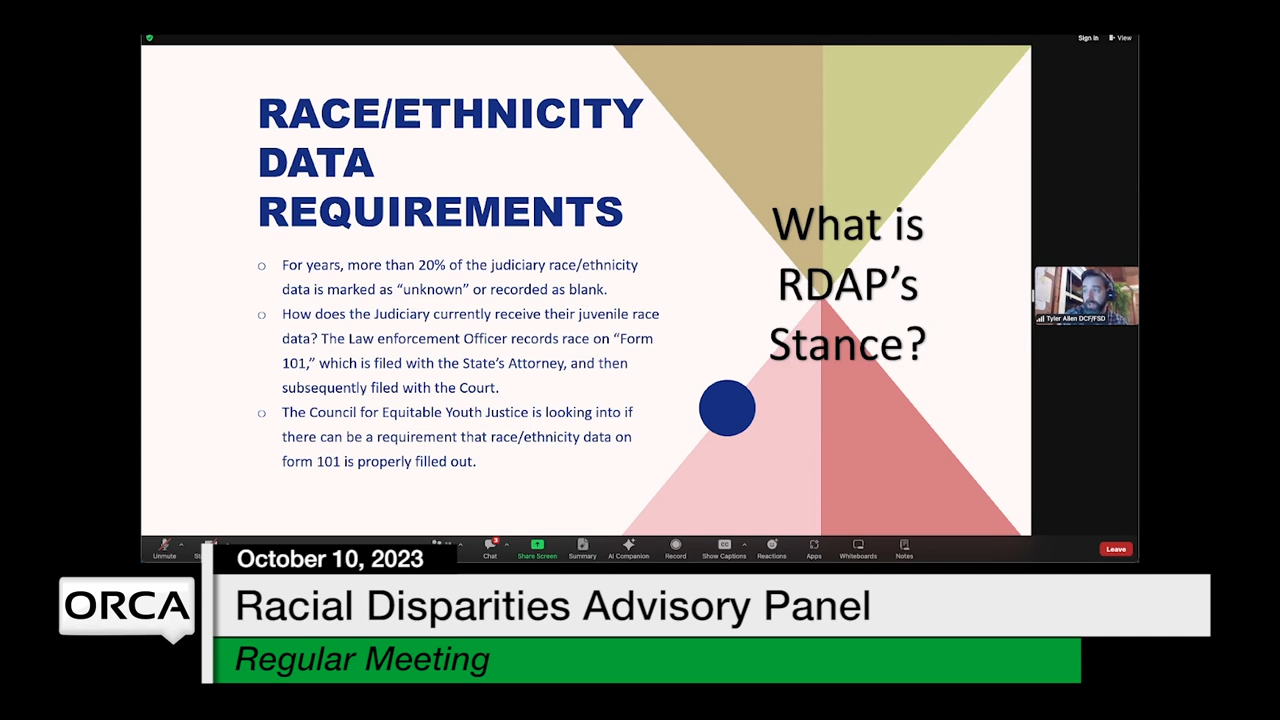 Sign in View
RACE/ETHNICITY
DATA
REQUIREMENTS
For years, more than 20% of the judiciary race/ethnicity
data is marked as “unknown” or recorded as blank.
How does the Judiciary currently receive their juvenile race
data? The Law enforcement Officer records race on “Form
101,” which is filed with the State’s Attorney, and then
subsequently filed with the Court.
The Council for Equitable Youth Justice is looking into if
there can be a requirement that race/ethnicity data on
form 101 is properly filled out.
What is
RDAP’s
Stance?
Tyler Allen DCF/FSD
Unmute Chat Share Screen Summary AI Companion Record Show Captions Reactions Apps Whiteboards Notes Leave
3
October 10, 2023
ORCA
Racial Disparities Advisory Panel
Regular Meeting